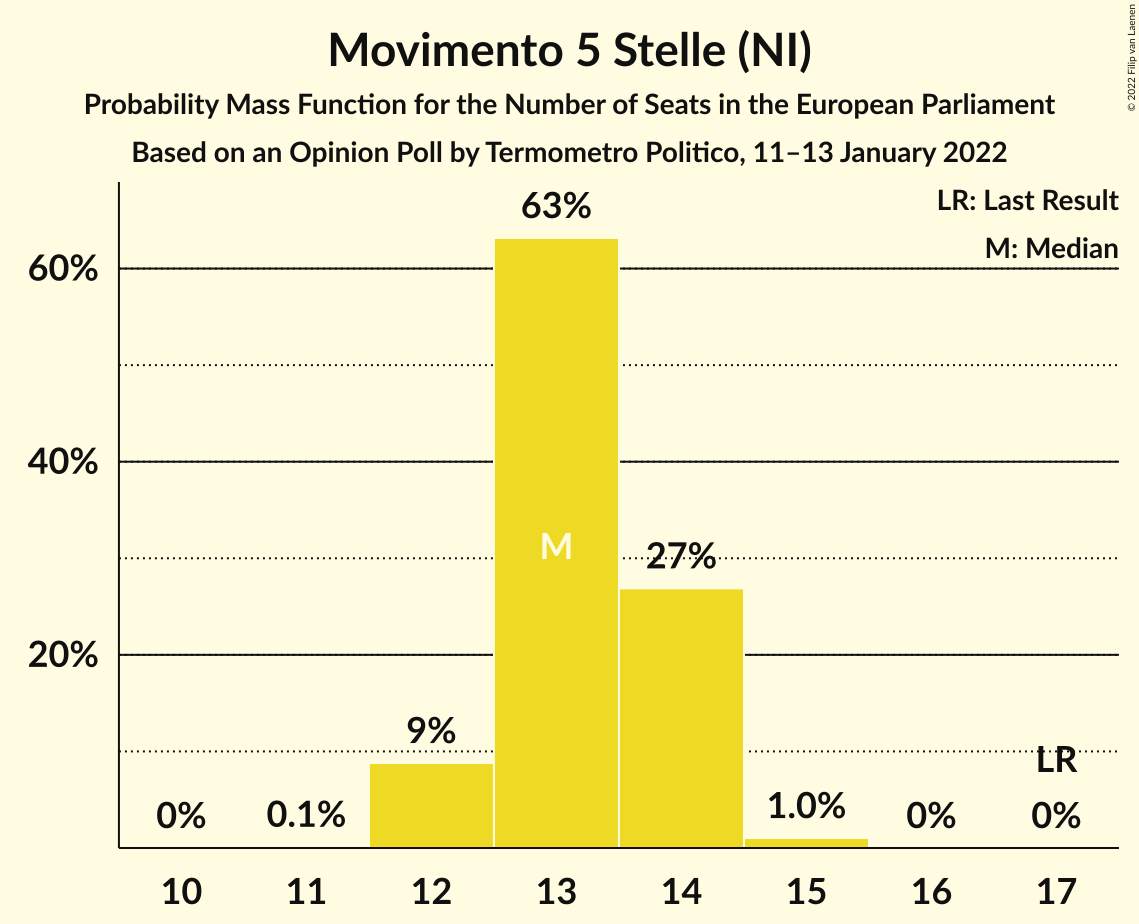 Movimento 5 Stelle (NI)
Probability Mass Function for the Number of Seats in the European Parliament
Based on an Opinion Poll by Termometro Politico, 11–13 January 2022
© 2022 Filip van Laenen
LR: Last Result
M: Median
60%
40%
20%
0%
0.1%
9%
63%
M
27%
1.0%
0%
LR
0%
10
11
12
13
14
15
16
17